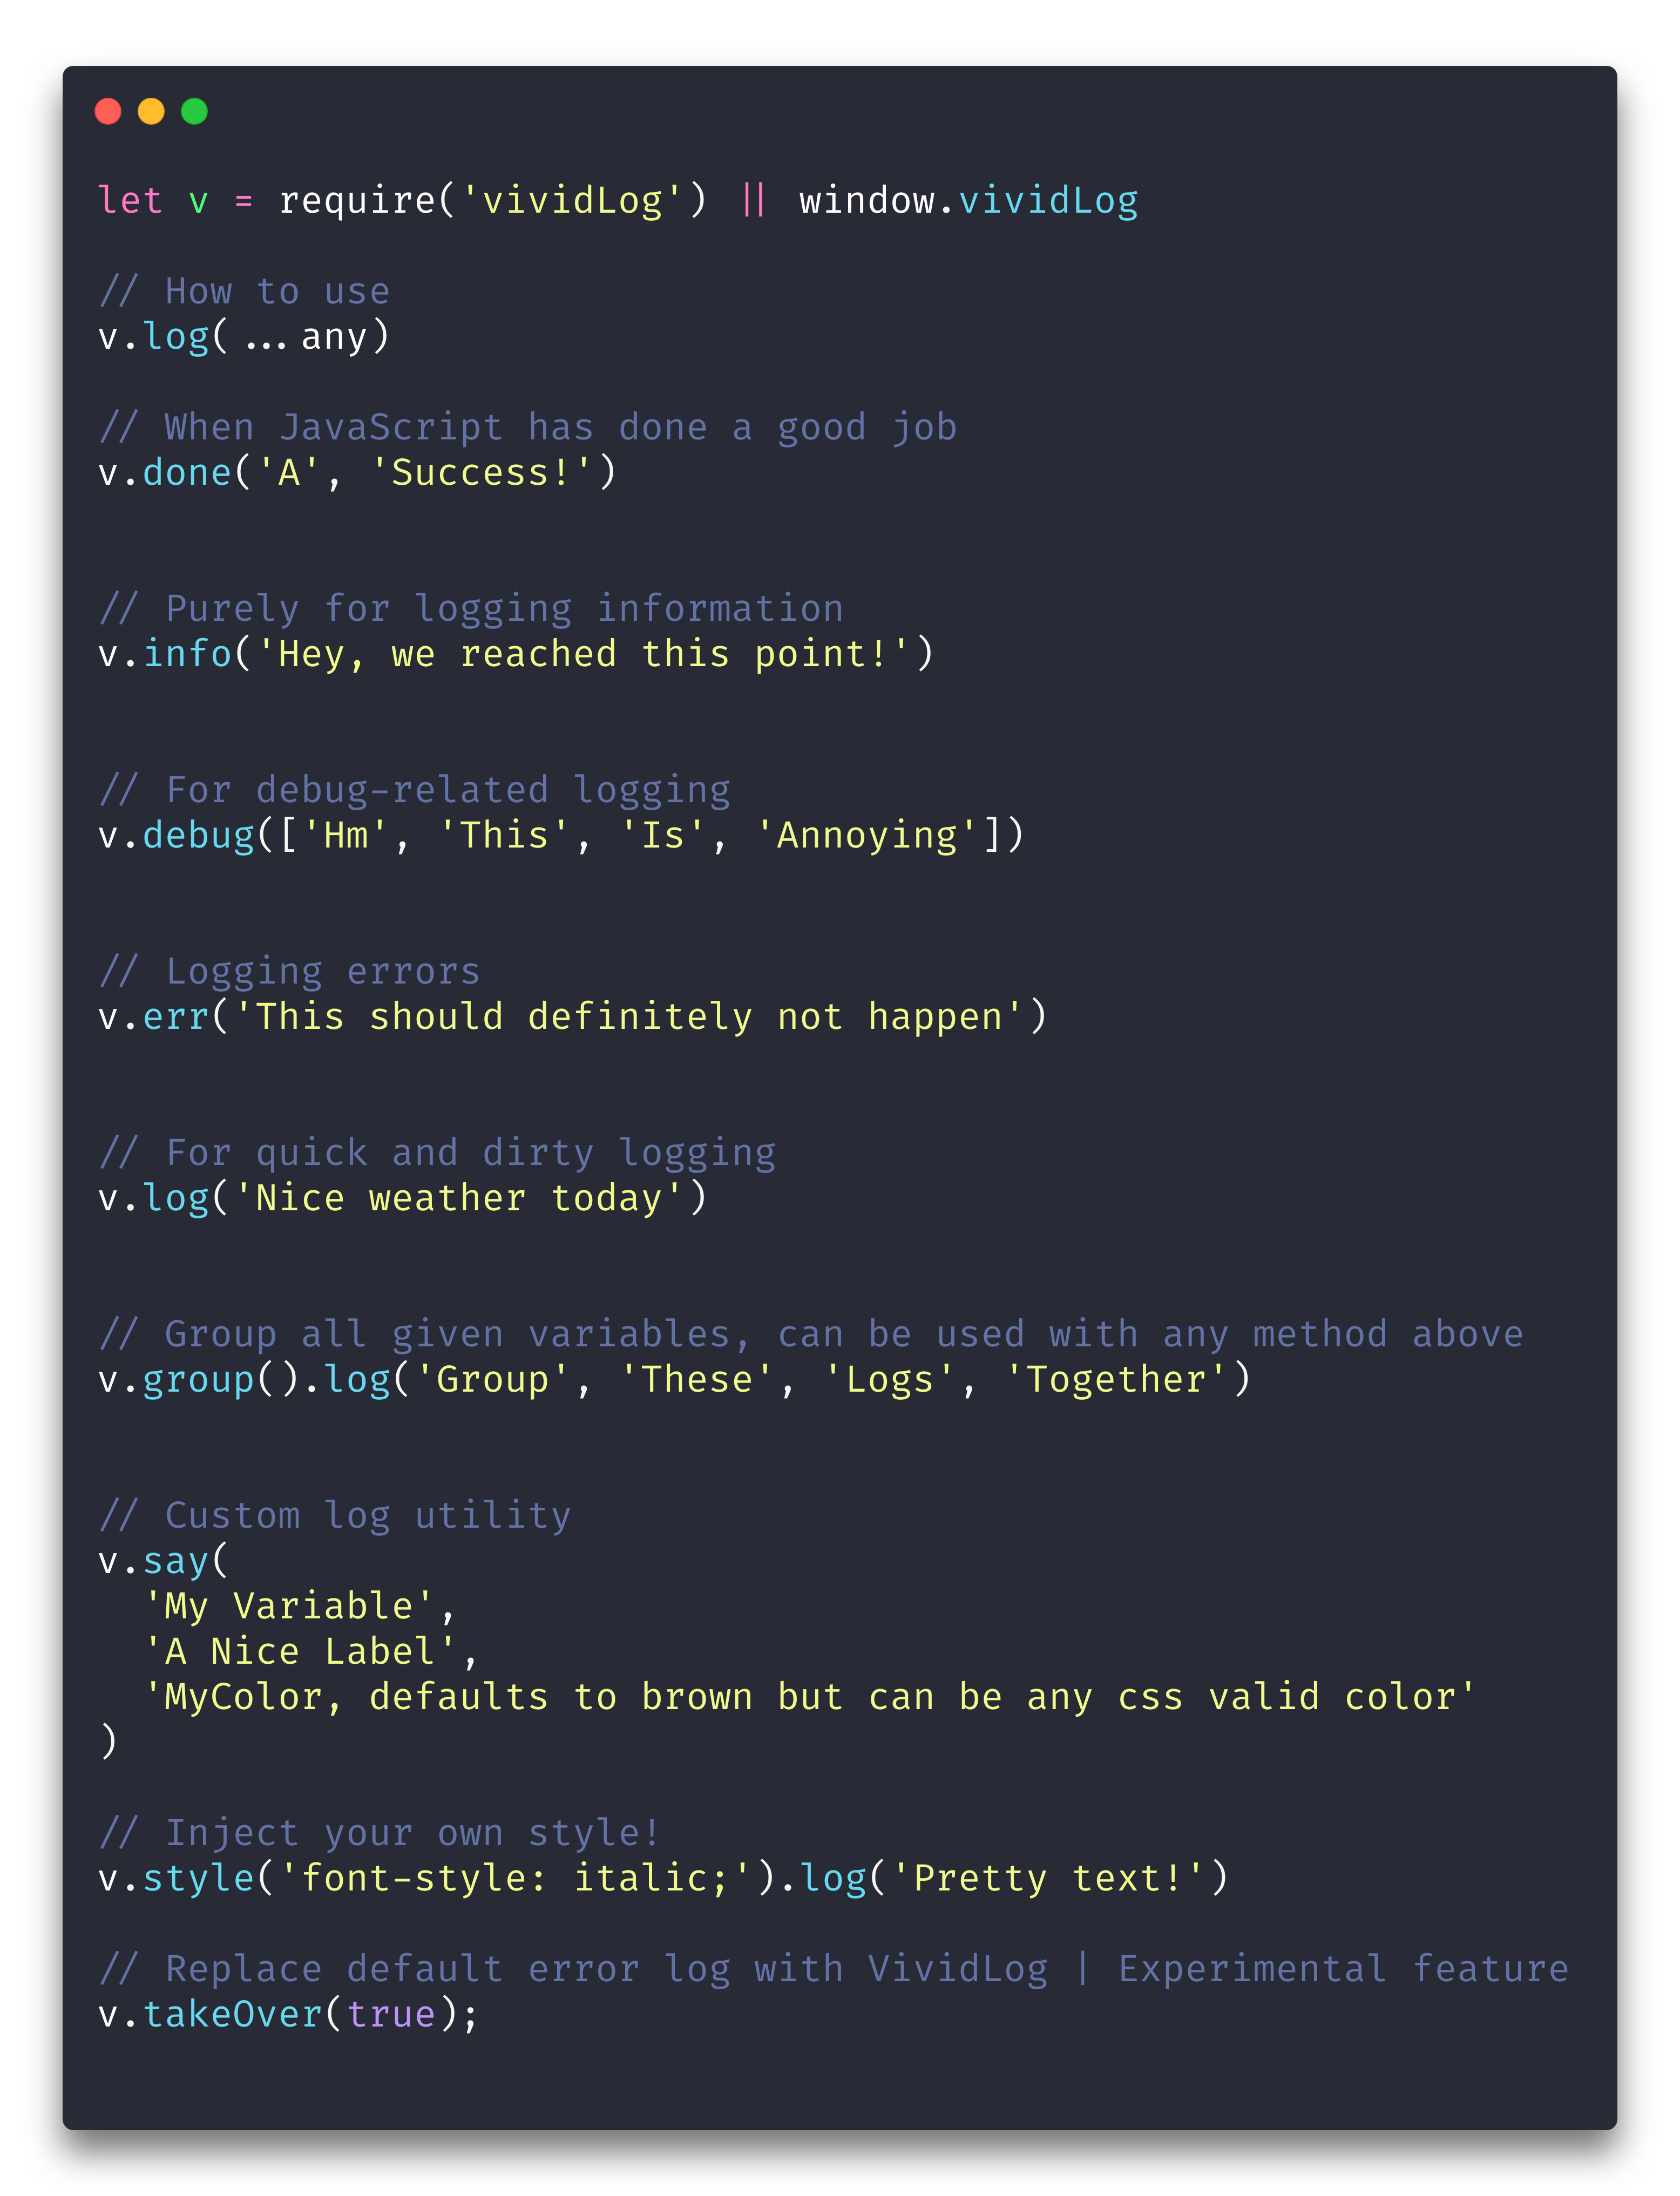 let v = require('vividLog') || window.vividLog
// How to use
v.log(...any)
// When JavaScript has done a good job
v.done('A', 'Success!')
// Purely for logging information
v.info('Hey, we reached this point!')
// For debug-related logging
v.debug(['Hm', 'This', 'Is', 'Annoying'])
// Logging errors
v.err('This should definitely not happen')
// For quick and dirty logging
v.log('Nice weather today')
// Group all given variables, can be used with any method above
v.group().log('Group', 'These', 'Logs', 'Together')
// Custom log utility
v.say(
  'My Variable',
  'A Nice Label',
  'MyColor, defaults to brown but can be any css valid color'
)
// Inject your own style!
v.style('font-style: italic;').log('Pretty text!')
// Replace default error log with VividLog | Experimental feature
v.takeOver(true);